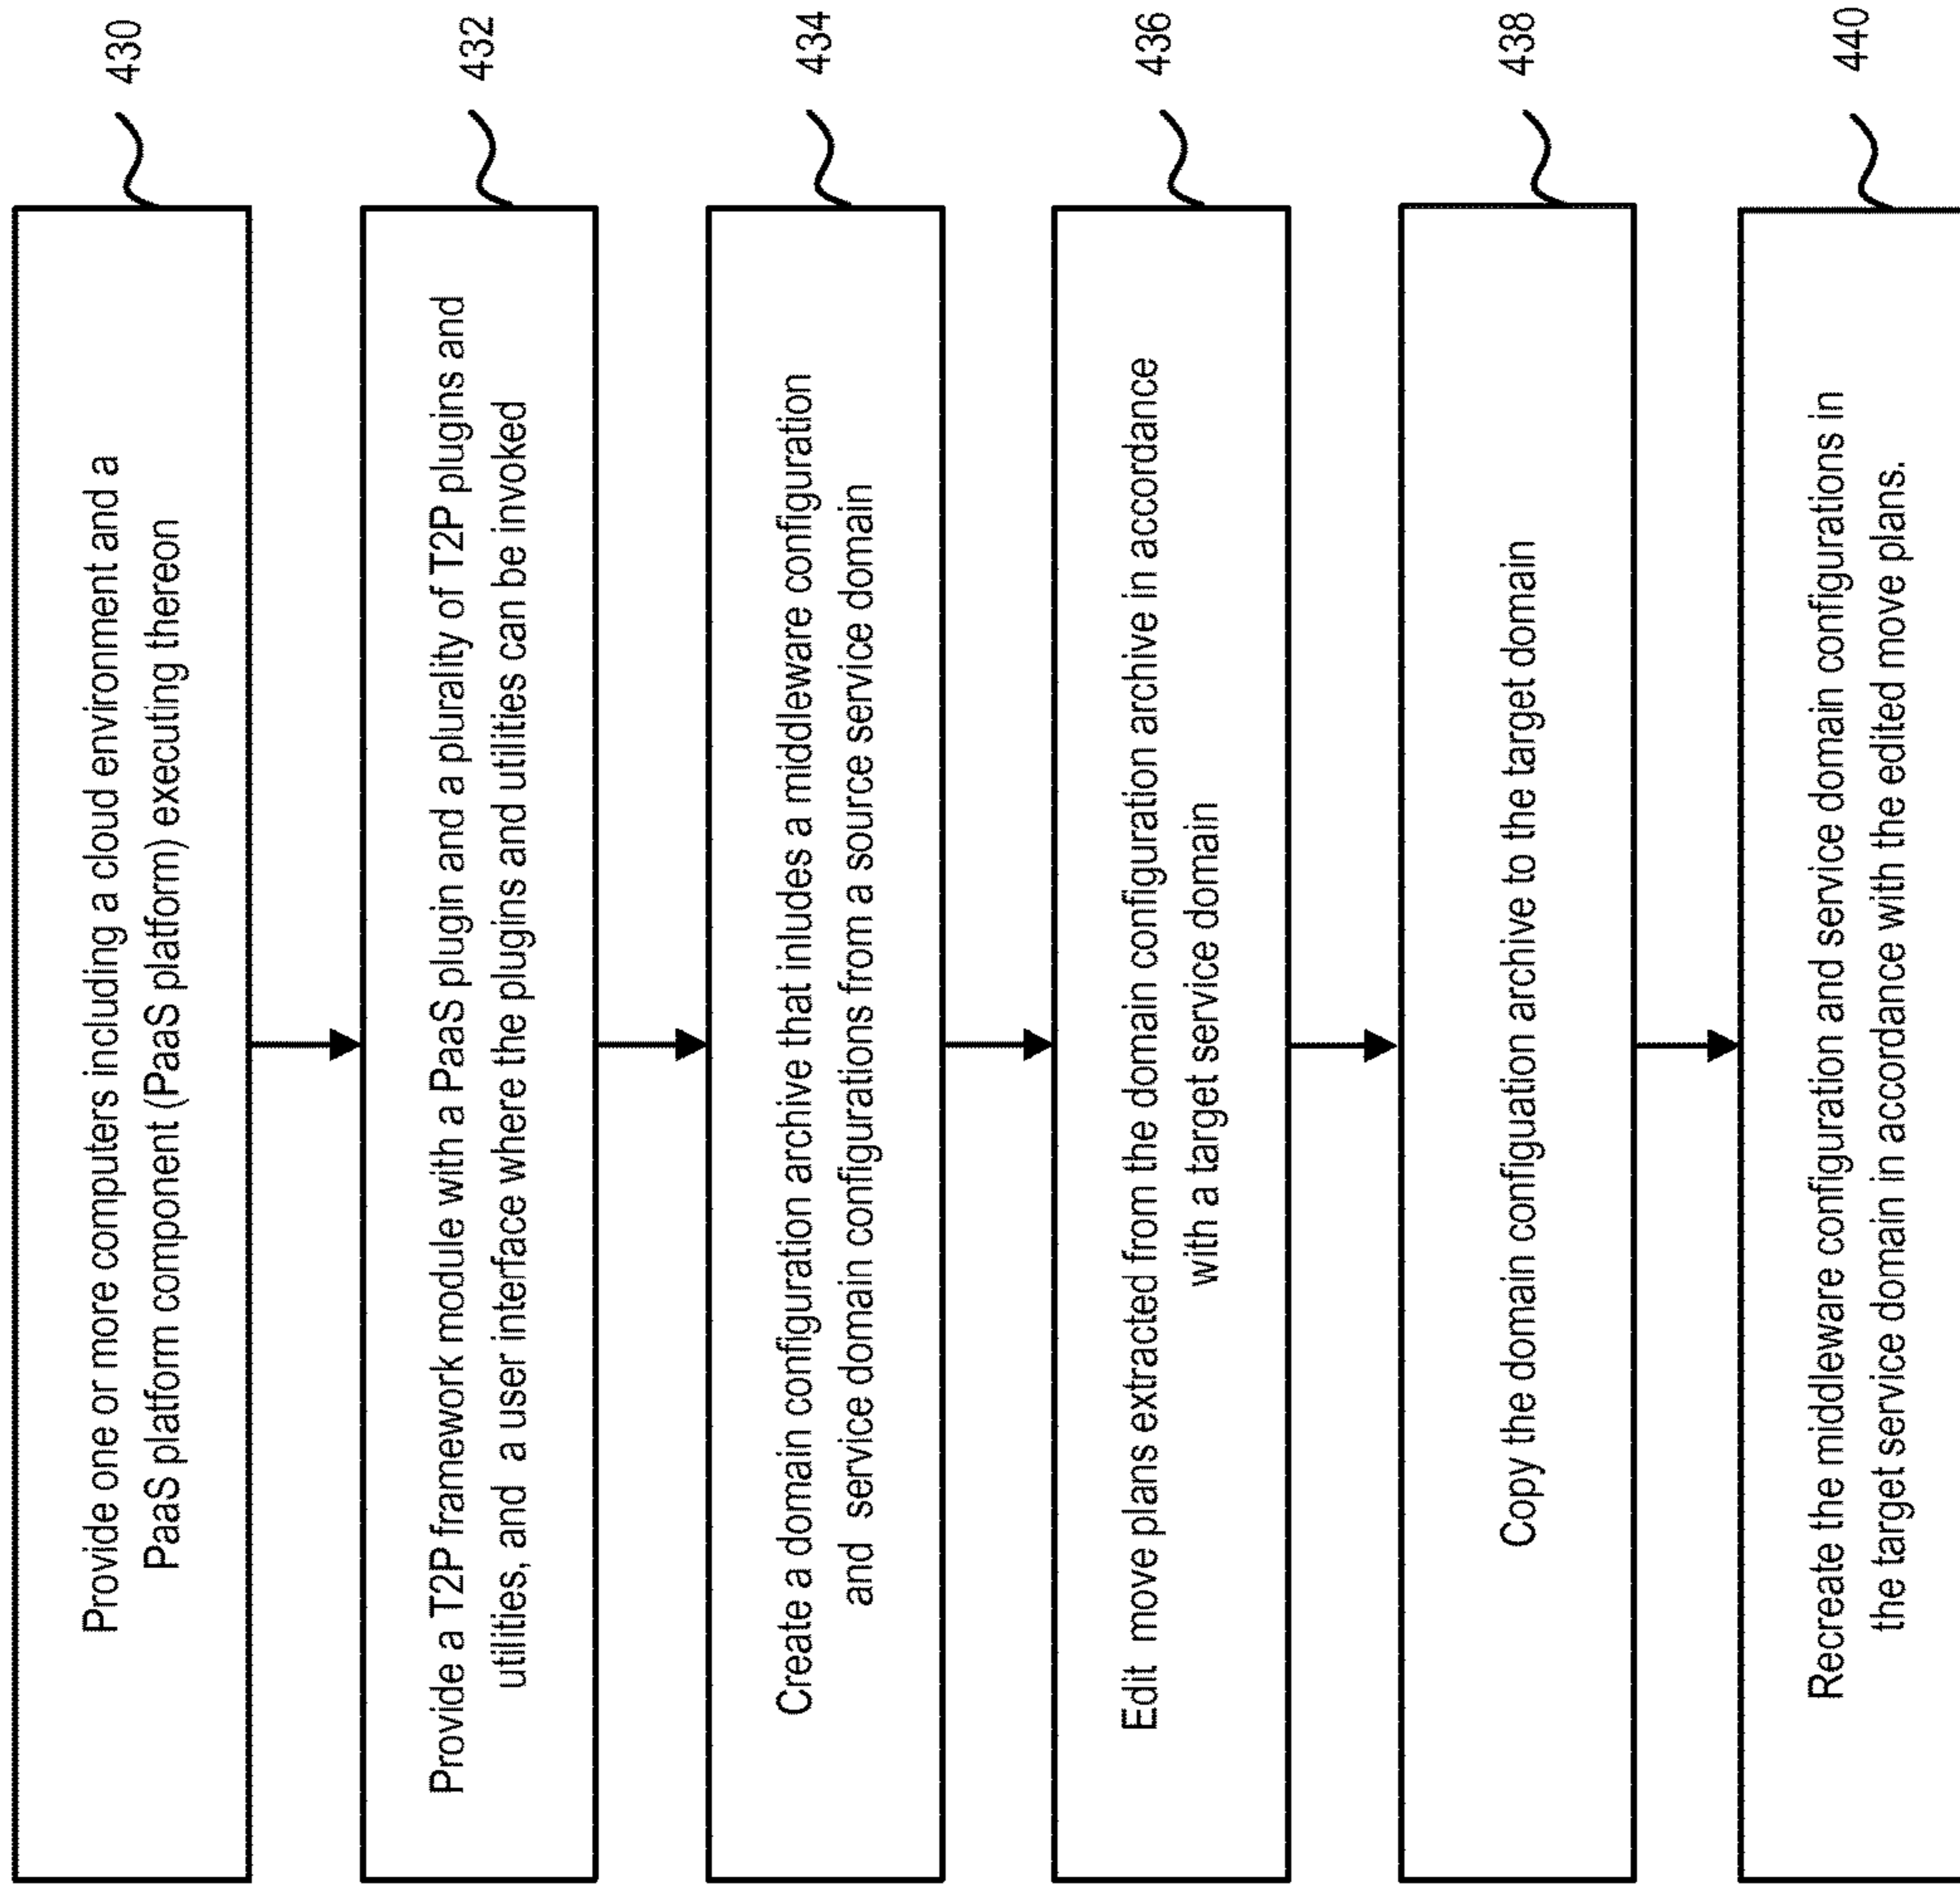 Provide one or more computers including a cloud environment and a
PaaS platform component (PaaS platform) executing thereon
430
Provide a T2P framework module with a PaaS plugin and a plurality of T2P plugins and
utilities, and a user interface where the plugins and utilities can be invoked
432
Create a domain configuration archive that inludes a middleware configuration
and service domain configurations from a source service domain
434
Edit move plans extracted from the domain configuration archive in accordance
with a target service domain
436
Copy the domain configuation archive to the target domain
438
Recreate the middleware configuration and service domain configurations in
the target service domain in accordance with the edited move plans.
440